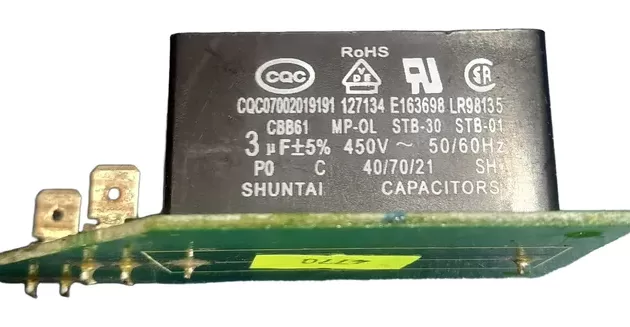 RoHS
CQC VDE
CQC07002019191 127134 E163698 LR98135
CBB61 MP-OL STB-30 STB-01
3 μF±5% 450V ~ 50/60Hz
P0 C 40/70/21 SH
SHUNTAI CAPACITORS